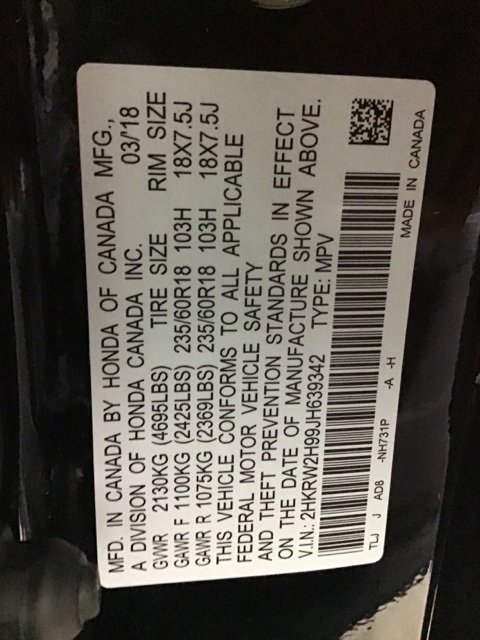 MFD. IN CANADA BY HONDA OF CANADA MFG.,
A DIVISION OF HONDA CANADA INC. 03/'18
GVWR 2130KG (4695LBS) TIRE SIZE RIM SIZE
GAWR F 1100KG (2425LBS) 235/60R18 103H 18X7.5J
GAWR R 1075KG (2369LBS) 235/60R18 103H 18X7.5J
THIS VEHICLE CONFORMS TO ALL APPLICABLE
FEDERAL MOTOR VEHICLE SAFETY
AND THEFT PREVENTION STANDARDS IN EFFECT
ON THE DATE OF MANUFACTURE SHOWN ABOVE.
V.I.N.: 2HKRW2H99JH639342 TYPE: MPV
TLJ J AD8 -NH731P -A -H
MADE IN CANADA